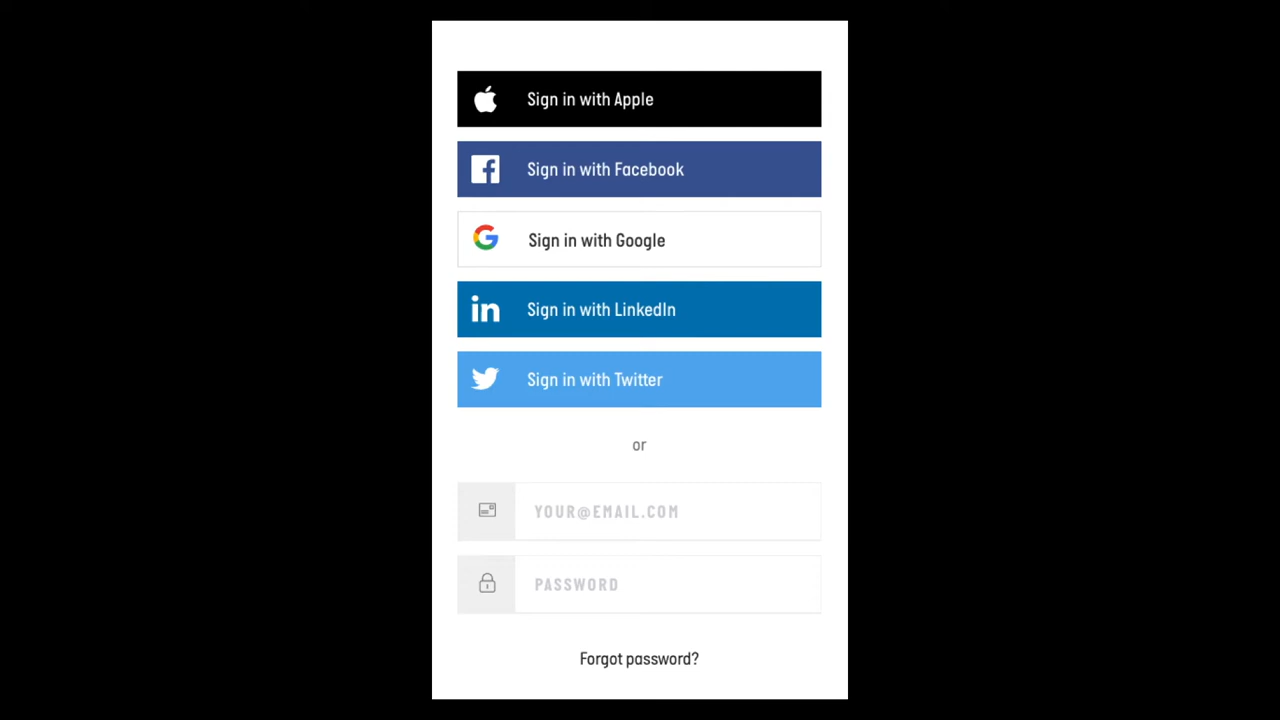 Sign in with Apple
Sign in with Facebook
Sign in with Google
in Sign in with LinkedIn
Sign in with Twitter
or
YOUR@EMAIL.COM
PASSWORD
Forgot password?